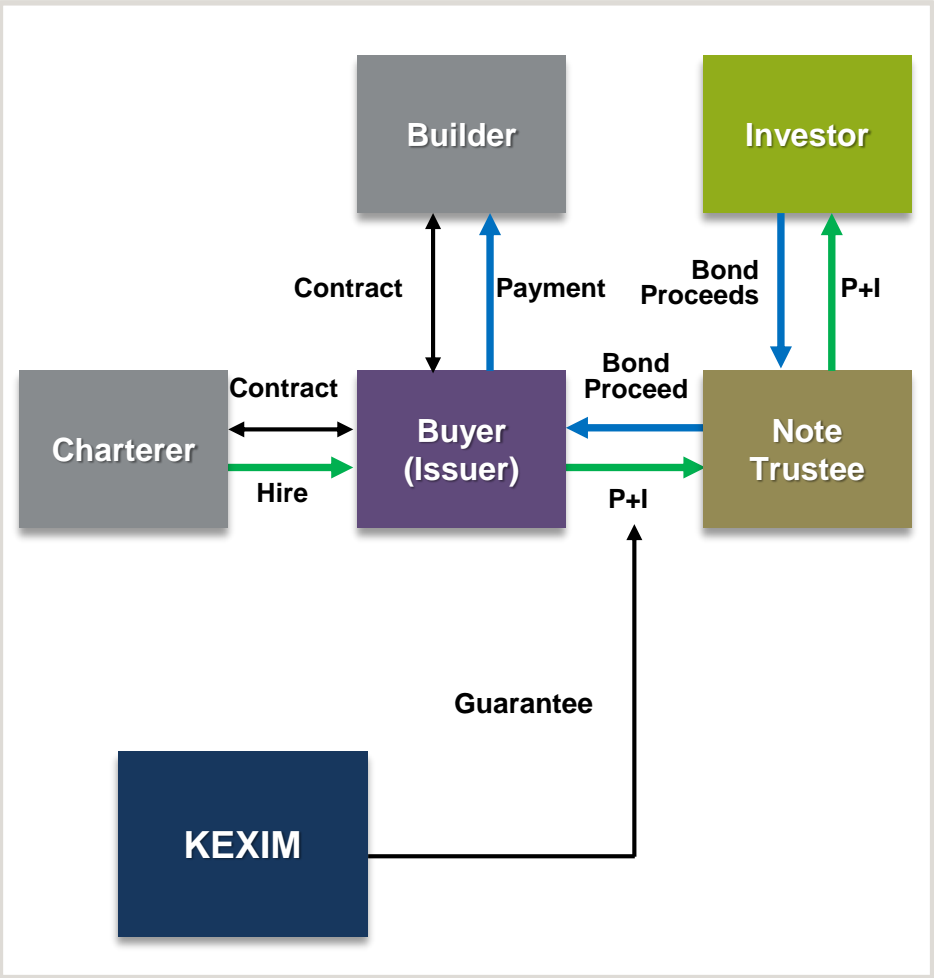 Builder
Investor
Contract
Payment
Bond
Proceeds
P+I
Charterer
Contract
Hire
Buyer
(Issuer)
Bond
Proceed
P+I
Note
Trustee
Guarantee
KEXIM